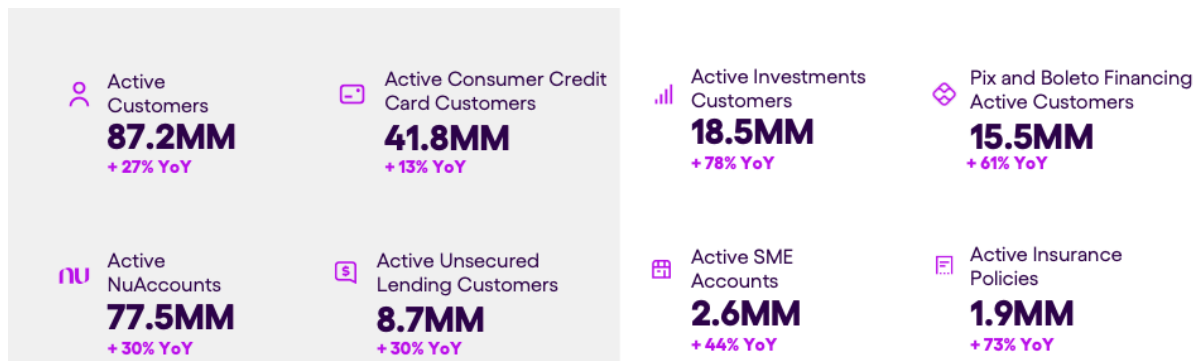 Active
Customers
87.2MM
+ 27% YoY
Active Consumer Credit
Card Customers
41.8MM
+ 13% YoY
Active Investments
Customers
18.5MM
+ 78% YoY
Pix and Boleto Financing
Active Customers
15.5MM
+ 61% YoY
nu
Active
NuAccounts
77.5MM
+ 30% YoY
$
Active Unsecured
Lending Customers
8.7MM
+ 30% YoY
Active SME
Accounts
2.6MM
+ 44% YoY
Active Insurance
Policies
1.9MM
+ 73% YoY